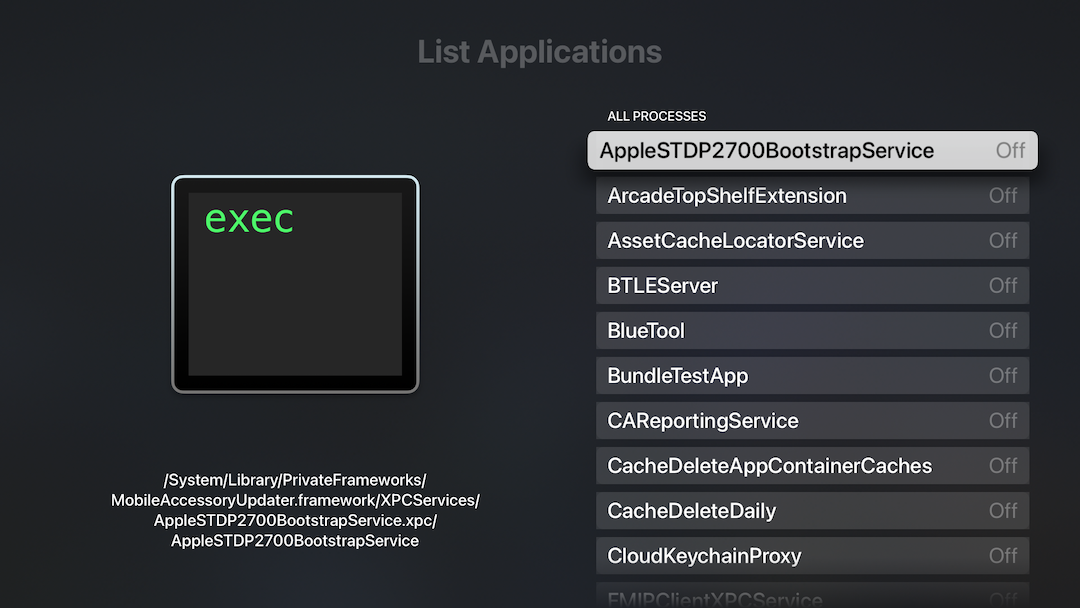 List Applications
exec
/System/Library/PrivateFrameworks/
MobileAccessoryUpdater.framework/XPCServices/
AppleSTDP2700BootstrapService.xpc/
AppleSTDP2700BootstrapService
ALL PROCESSES
AppleSTDP2700BootstrapService Off
ArcadeTopShelfExtension Off
AssetCacheLocatorService Off
BTLEServer Off
BlueTool Off
BundleTestApp Off
CAReportingService Off
CacheDeleteAppContainerCaches Off
CacheDeleteDaily Off
CloudKeychainProxy Off
FMIPClientXPCService Off